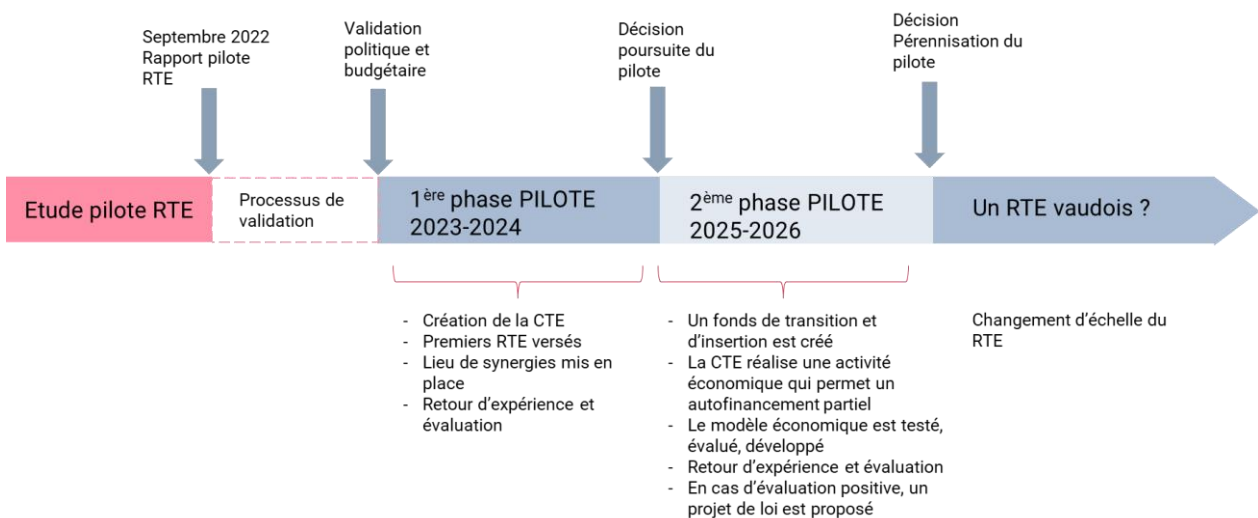 Septembre 2022
Rapport pilote
RTE
Validation
politique et
budgétaire
Décision
poursuite du
pilote
Décision
Pérennisation du
pilote
Etude pilote RTE
Processus de
validation
1ère phase PILOTE
2023-2024
2ème phase PILOTE
2025-2026
Un RTE vaudois ?
- Création de la CTE
- Premiers RTE versés
- Lieu de synergies mis en
place
- Retour d'expérience et
évaluation
- Un fonds de transition et
d'insertion est créé
- La CTE réalise une activité
économique qui permet un
autofinancement partiel
- Le modèle économique est testé,
évalué, développé
- Retour d'expérience et évaluation
- En cas d'évaluation positive, un
projet de loi est proposé
Changement d'échelle du
RTE